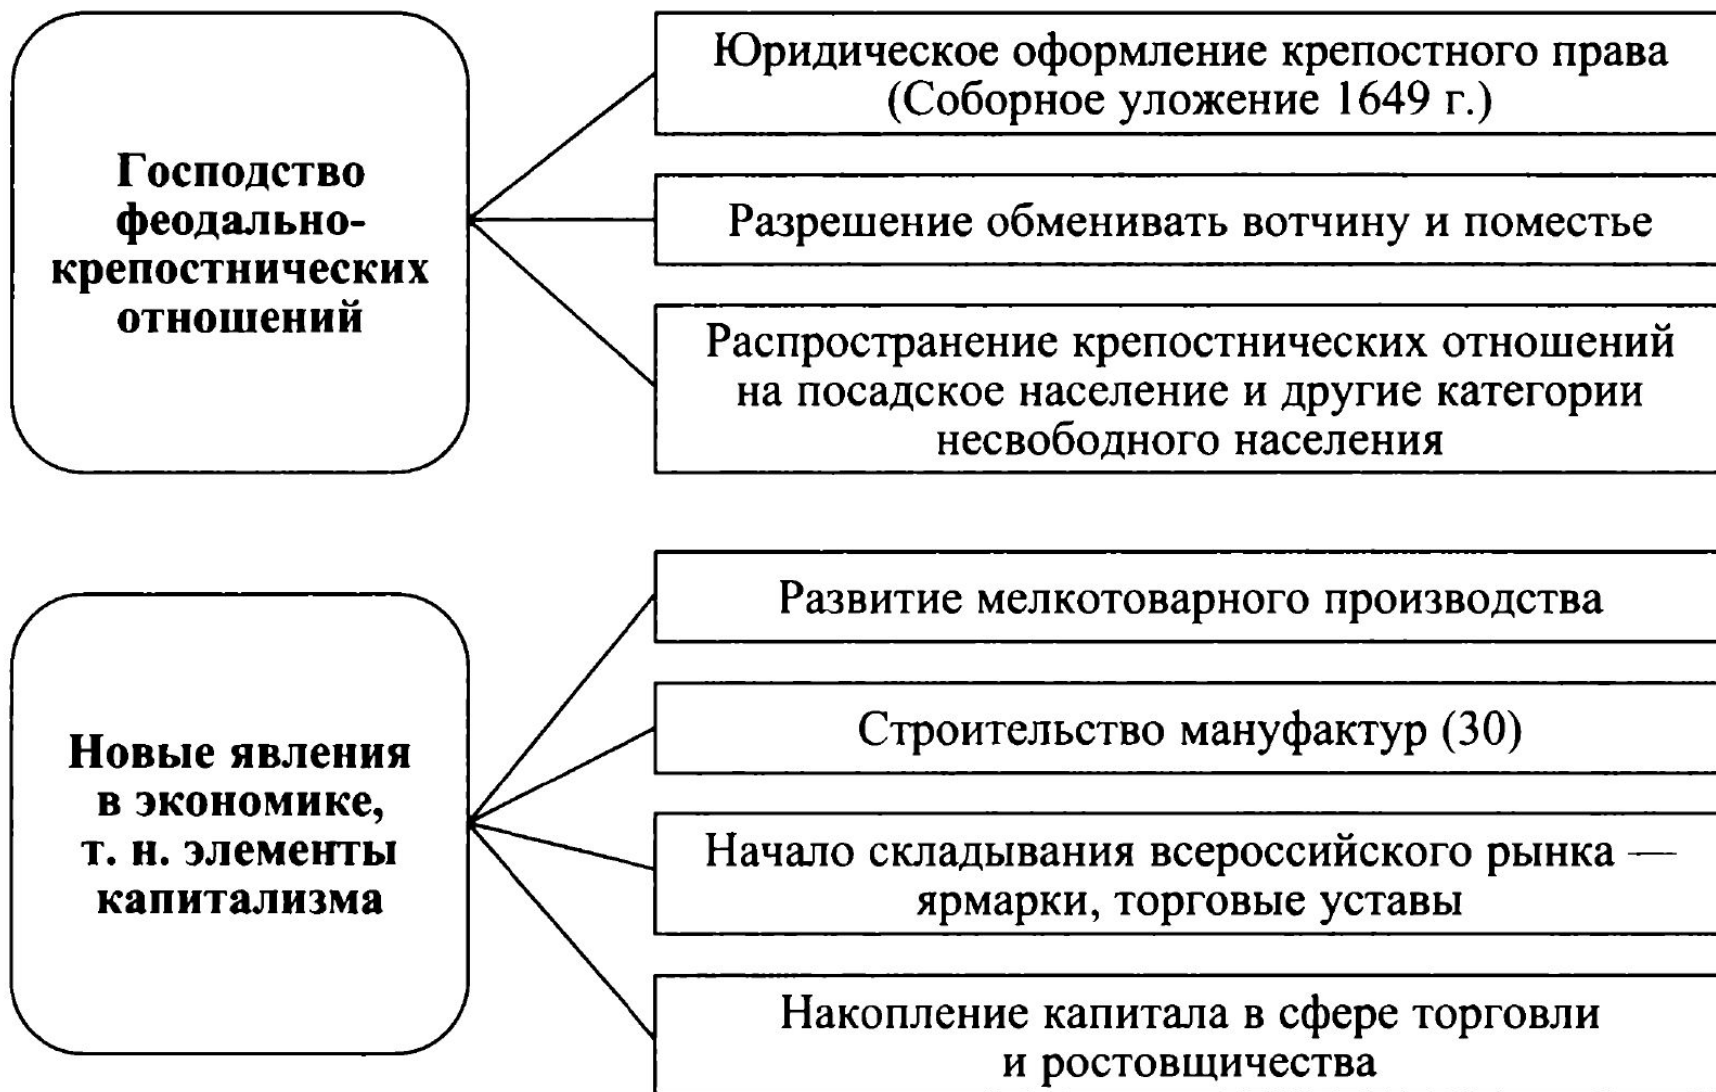 Господство
феодально-
крепостнических
отношений
Юридическое оформление крепостного права
(Соборное уложение 1649 г.)
Разрешение обменивать вотчину и поместье
Распространение крепостнических отношений
на посадское население и другие категории
несвободного населения
Новые явления
в экономике,
т. н. элементы
капитализма
Развитие мелкотоварного производства
Строительство мануфактур (30)
Начало складывания всероссийского рынка —
ярмарки, торговые уставы
Накопление капитала в сфере торговли
и ростовщичества